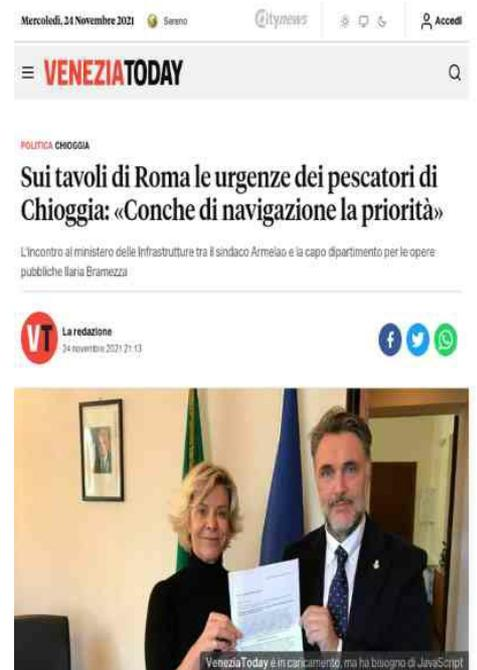 Mercoledì, 24 Novembre 2021 Sereno Citynews Accedi
VENEZIATODAY
POLITICA CHIOGGIA
Sui tavoli di Roma le urgenze dei pescatori di
Chioggia: «Conche di navigazione la priorità»
L'incontro al ministero delle Infrastrutture tra il sindaco Armelao e la capo dipartimento per le opere
pubbliche Ilaria Bramezza
VT
La redazione
24 novembre 2021 21:13
VeneziaToday è in caricamento, ma ha bisogno di JavaScript